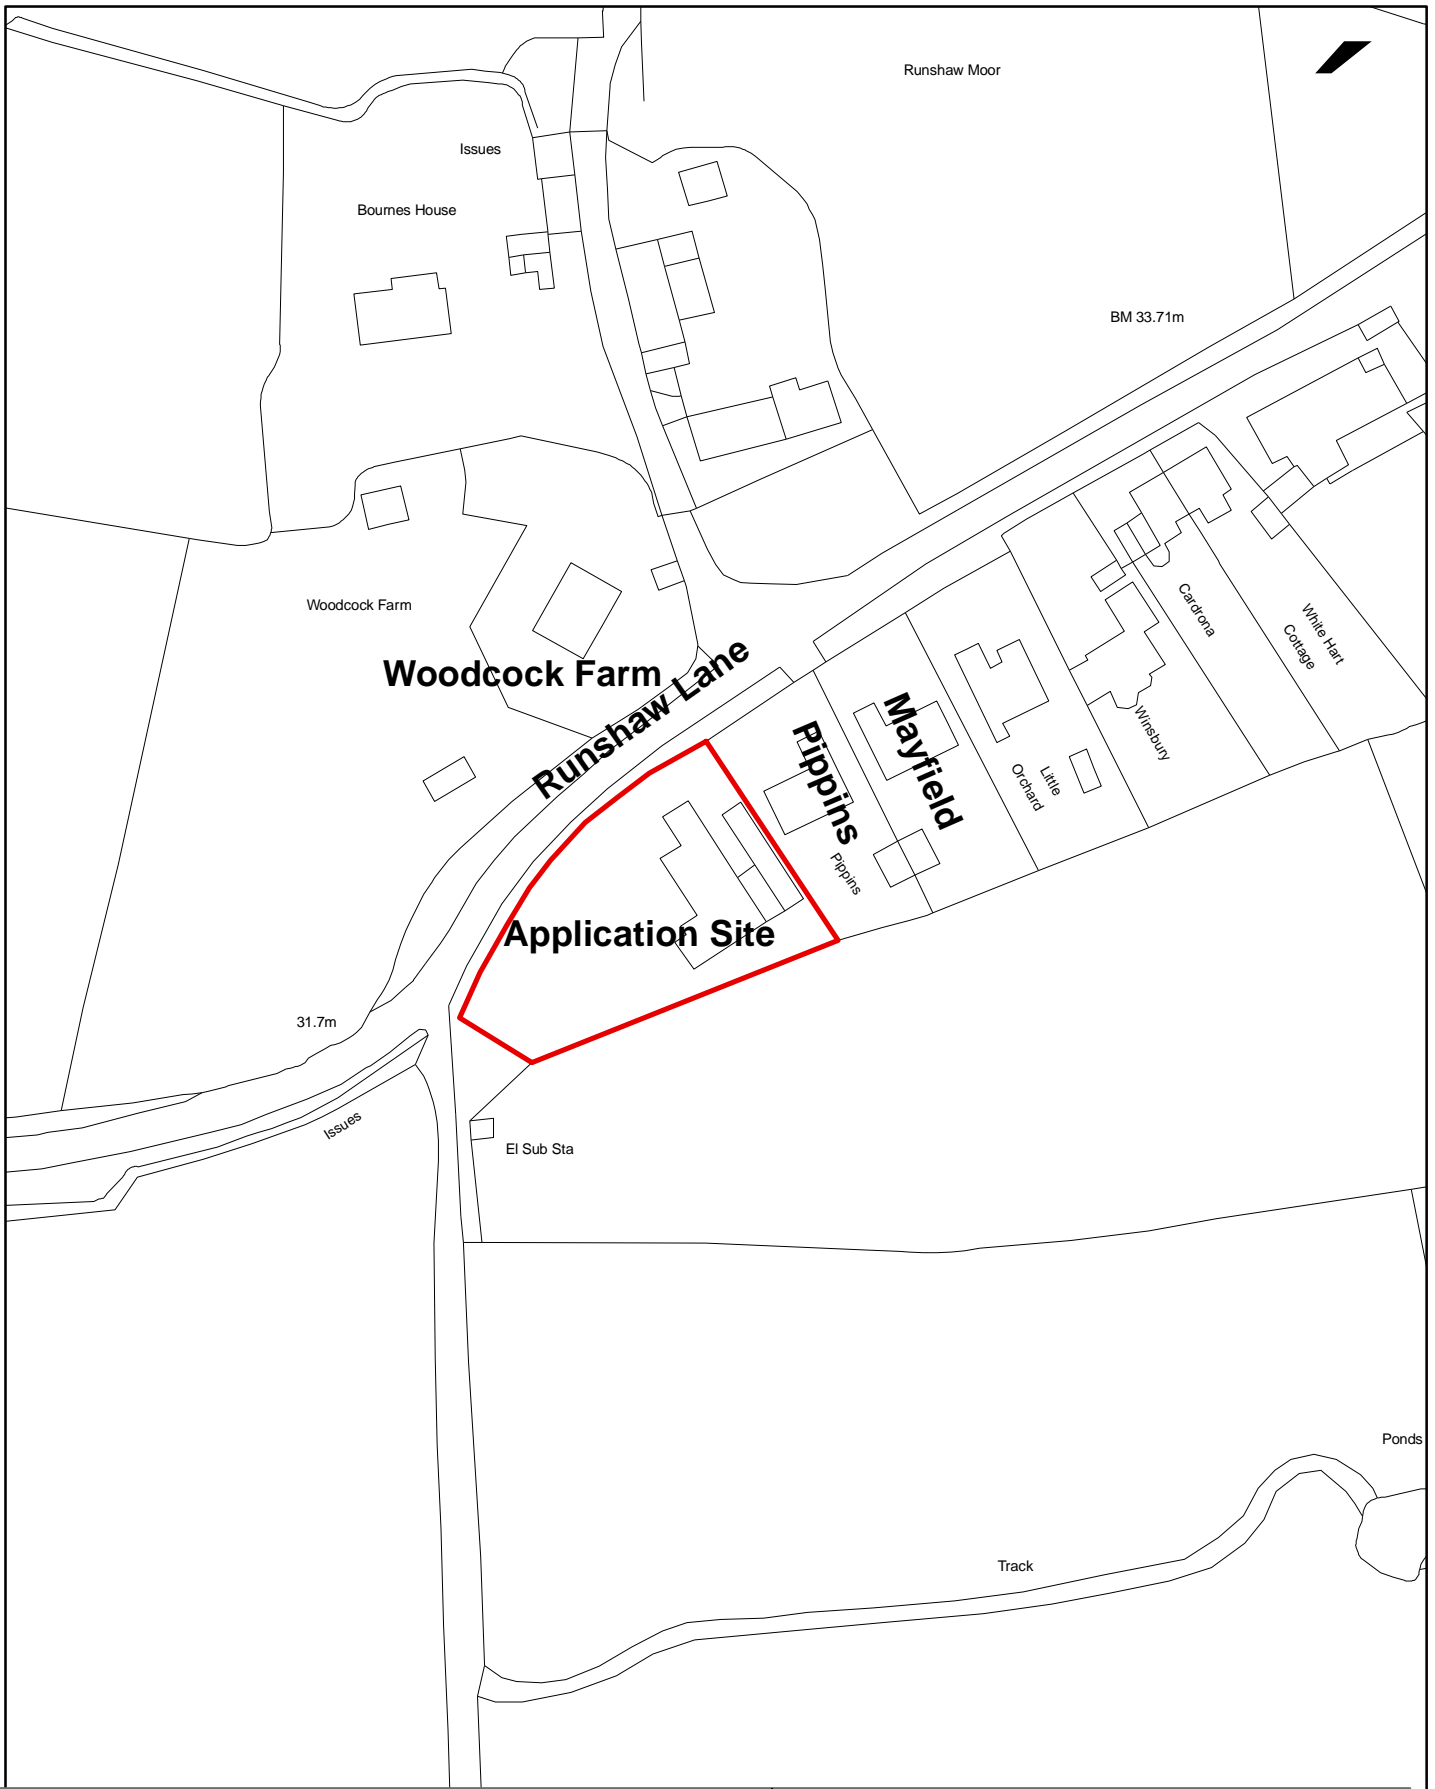 Runshaw Moor
Issues
Bournes House
BM 33.71m
Woodcock Farm
Cardrona
White Hart
Cottage
Woodcock Farm
Runshaw Lane
Pippins
Mayfield
Winsbury
Little
Orchard
Pippins
Application Site
31.7m
Issues
El Sub Sta
Ponds
Track